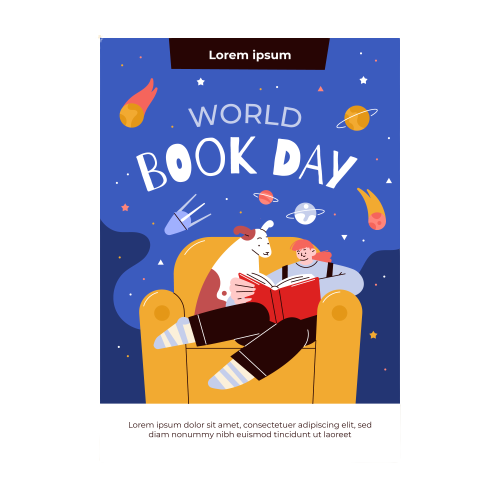 Lorem ipsum
WORLD
BOOK DAY
Lorem ipsum dolor sit amet, consectetuer adipiscing elit, sed
diam nonummy nibh euismod tincidunt ut laoreet